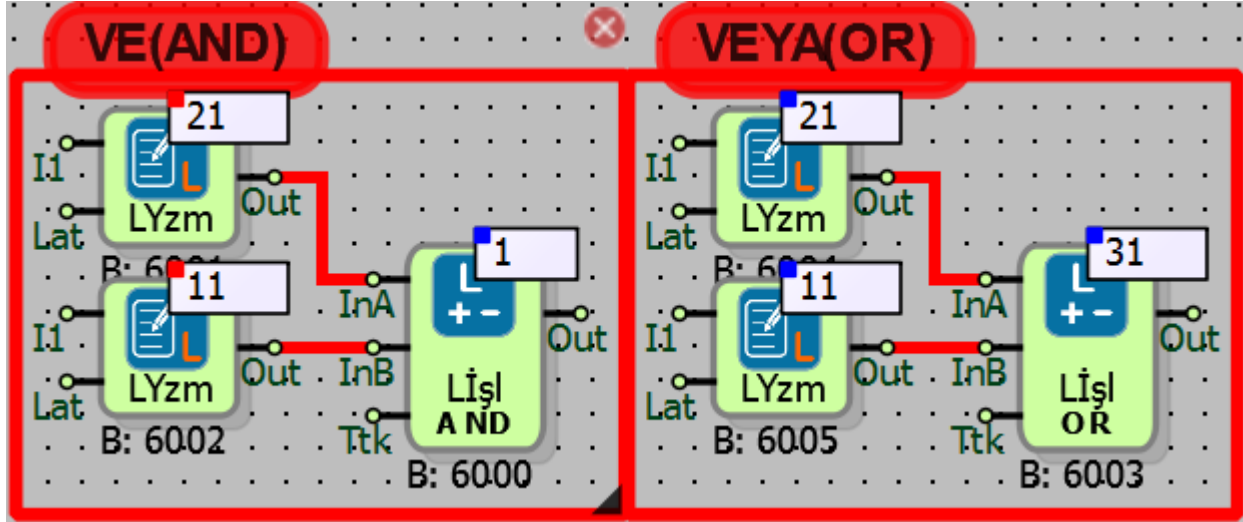 VE(AND)
21
I1
Out
LYzm
Lat
11
1
InA
I1
Out
LYzm
Out
InB
Lat
Lİşl
AND
Ttk
B: 6002
B: 6000
VEYA(OR)
21
I1
Out
LYzm
Lat
11
31
InA
I1
Out
LYzm
Out
InB
Lat
Lİşl
OR
Ttk
B: 6005
B: 6003